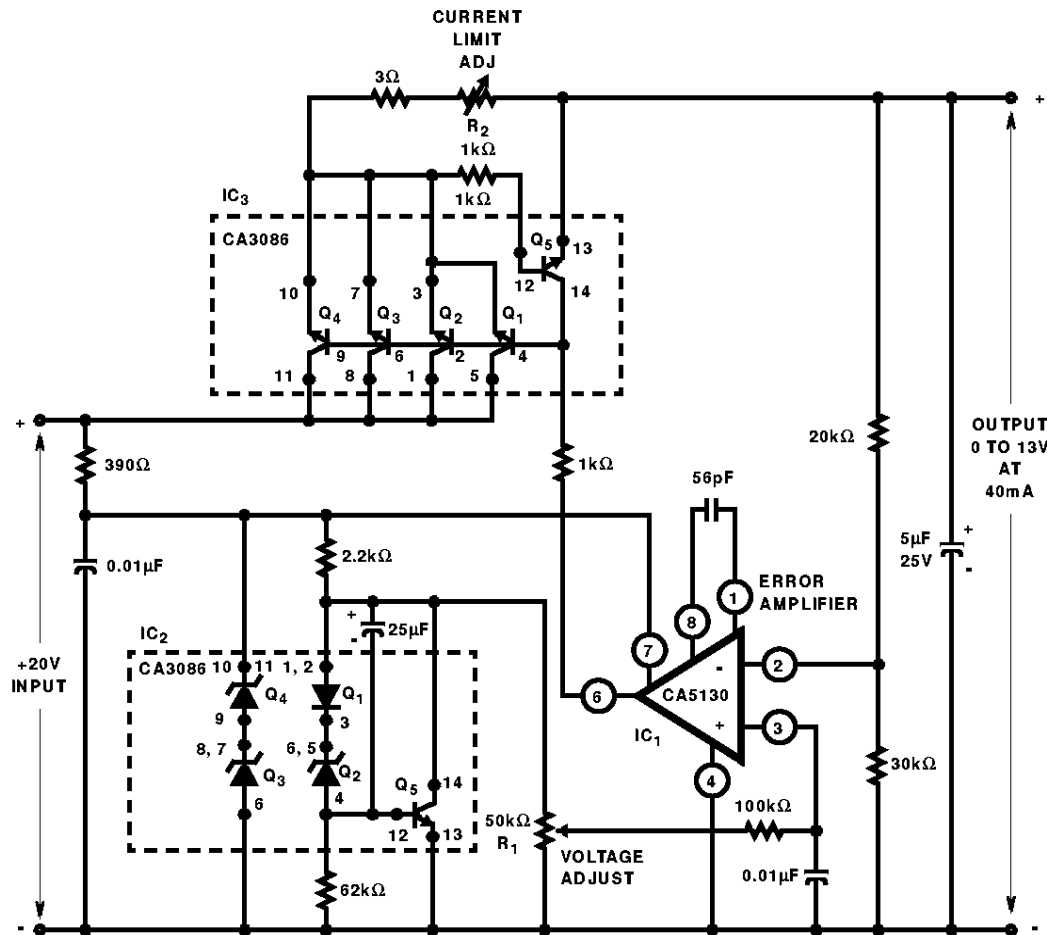 CURRENT
LIMIT
ADJ
3Ω
R2
1kΩ
1kΩ
+
IC3
CA3086
Q5
13
12
14
10
7
3
Q4
Q3
Q2
Q1
9
6
2
4
11
8
1
5
+
390Ω
1kΩ
56pF
20kΩ
OUTPUT
0 TO 13V
AT
40mA
0.01µF
2.2kΩ
5µF
25V
+
-
ERROR
AMPLIFIER
1
8
+
-
25µF
7
IC2
+20V
INPUT
CA3086
10
11
1, 2
Q4
Q1
9
3
8, 7
6, 5
Q3
Q2
6
4
Q5
14
12
13
6
CA5130
-
+
2
3
IC1
4
30kΩ
50kΩ
R1
100kΩ
VOLTAGE
ADJUST
62kΩ
0.01µF
-
-